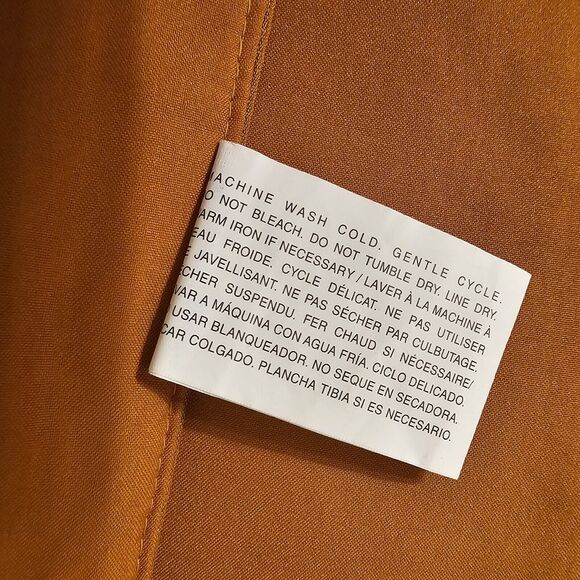 MACHINE WASH COLD. GENTLE CYCLE.
DO NOT BLEACH. DO NOT TUMBLE DRY. LINE DRY.
WARM IRON IF NECESSARY / LAVER À LA MACHINE À
EAU FROIDE. CYCLE DÉLICAT. NE PAS UTILISER
E JAVELLISANT. NE PAS SÉCHER PAR CULBUTAGE.
ÉCHER SUSPENDU. FER CHAUD SI NÉCESSAIRE/
VAR A MÁQUINA CON AGUA FRÍA. CICLO DELICADO.
USAR BLANQUEADOR. NO SEQUE EN SECADORA.
CAR COLGADO. PLANCHA TIBIA SI ES NECESARIO.